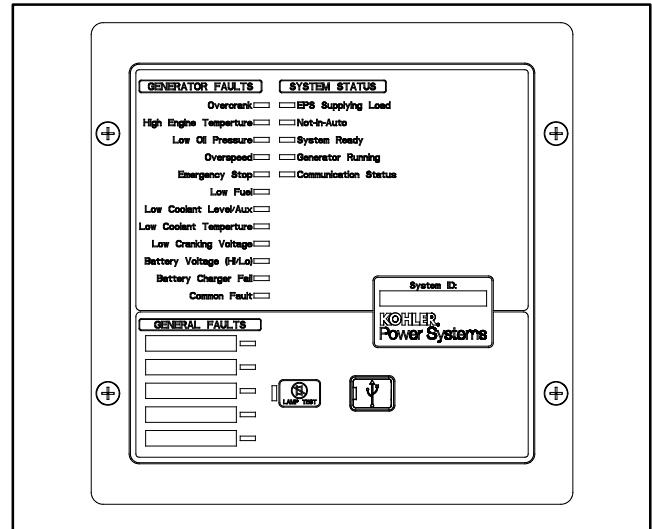 GENERATOR FAULTS
Overcrank
High Engine Temperture
Low Oil Pressure
Overspeed
Emergency Stop
Low Fuel
Low Coolant Level/Aux
Low Coolant Temperture
Low Cranking Voltage
Battery Voltage (Hi/Lo)
Battery Charger Fail
Common Fault
SYSTEM STATUS
EPS Supplying Load
Not-In-Auto
System Ready
Generator Running
Communication Status
System ID:
KOHLER
Power Systems
GENERAL FAULTS
LAMP TEST